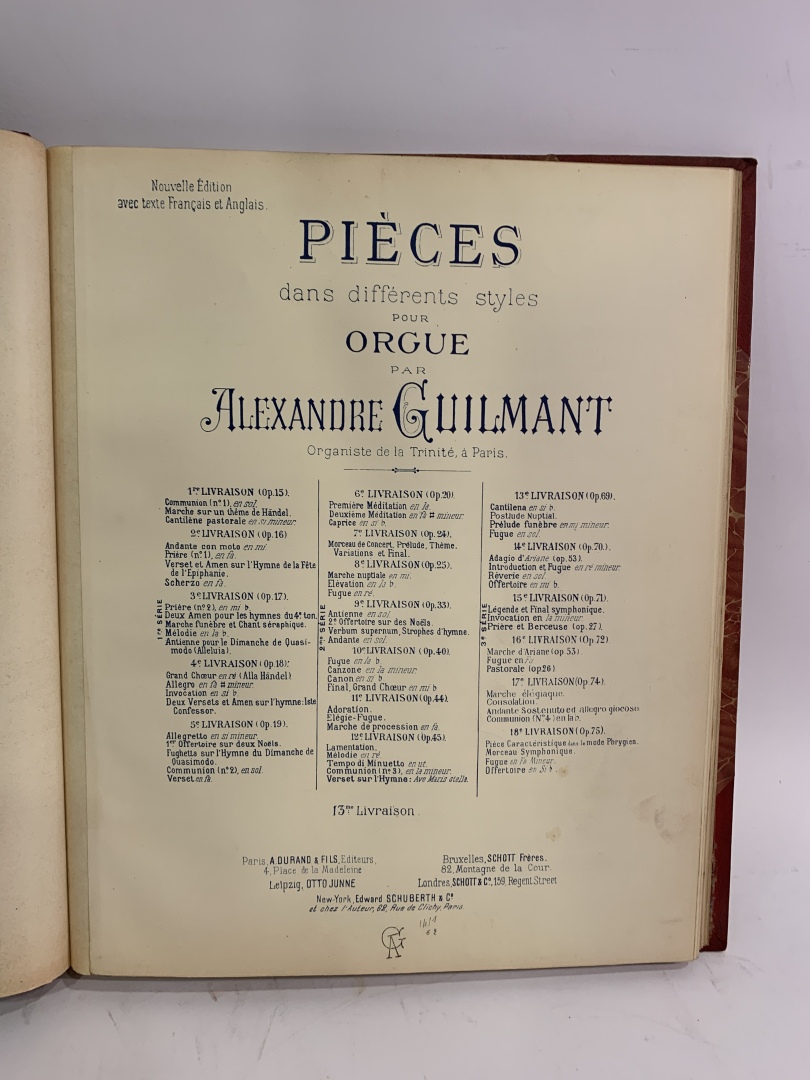 Nouvelle Édition
avec texte Français et Anglais.
PIÈCES
dans différents styles
POUR
ORGUE
PAR
ALEXANDRE GUILMANT
Organiste de la Trinité, à Paris.
1re SÉRIE
1re LIVRAISON (Op.15).
Communion (no 1), en sol.
Marche sur un thème de Händel.
Cantilène pastorale en si mineur.
2e LIVRAISON (Op.16)
Andante con moto en mi.
Prière (no 1), en fa.
Verset et Amen sur l'Hymne de la Fête
de l'Epiphanie.
Scherzo en fa.
3e LIVRAISON (Op.17).
Prière (no 2), en mi b.
Deux Amen pour les hymnes du 4e ton.
Marche funèbre et Chant séraphique.
Mélodie en la b.
Antienne pour le Dimanche de Quasi-
modo (Alleluia).
4e LIVRAISON (Op.18).
Grand Chœur en ré (Alla Händel)
Allegro en fa # mineur.
Invocation en si b
Deux Versets et Amen sur l'Hymne: Iste
Confessor.
5e LIVRAISON (Op.19).
Allegretto en si mineur.
1er Offertoire sur deux Noëls.
Fughetta sur l'Hymne du Dimanche de
Quasimodo.
Communion (no 2), en sol.
Verset en fa.
2me SÉRIE
6e LIVRAISON (Op.20)
Première Méditation en la.
Deuxième Méditation en fa # mineur
Caprice en si b.
7e LIVRAISON (Op.24).
Morceau de Concert, Prélude, Thème,
Variations et Final.
8e LIVRAISON (Op.25).
Marche nuptiale en mi.
Elévation en la b
Fugue en ré.
9e LIVRAISON (Op.33).
Antienne en sol.
2e Offertoire sur des Noëls.
Verbum supernum, Strophes d'hymne.
Andante en sol.
10e LIVRAISON (Op.40).
Fugue en la b
Canzone en la mineur.
Canon en si b
Final, Grand Chœur en mi b
11e LIVRAISON (Op.44).
Adoration.
Elégie-Fugue.
Marche de procession en fa.
12e LIVRAISON (Op.45).
Lamentation.
Mélodie en ré
Tempo di Minuetto en ut.
Communion (no 3), en la mineur.
Verset sur l'Hymne: Ave Maris stella.
3e SÉRIE
13e LIVRAISON (Op.69).
Cantilena en si b.
Postlude Nuptial.
Prélude funèbre en mi mineur.
Fugue en sol.
14e LIVRAISON (Op.70.)
Adagio d'Ariane (op.53).
Introduction et Fugue en ré mineur.
Rêverie en sol.
Offertoire en mi b.
15e LIVRAISON (Op.71).
Légende et Final symphonique.
Invocation en la mineur.
Prière et Berceuse (op.27).
16e LIVRAISON (Op.72)
Marche d'Ariane (op.53).
Fugue en fa
Pastorale (op.26)
17e LIVRAISON (Op.74.)
Marche élégiaque.
Consolation.
Andante Sostenuto ed allegro giocoso.
Communion (No 4) en la b.
18e LIVRAISON (Op.75).
Pièce Caractéristique dans le mode Phrygien.
Morceau Symphonique.
Fugue en Fa Mineur.
Offertoire en Si b.
13me Livraison.
Paris, A.DURAND & FILS, Editeurs,
4, Place de la Madeleine
Bruxelles, SCHOTT Frères.
82, Montagne de la Cour.
Leipzig, OTTO JUNNE
Londres, SCHOTT & Co, 159, Regent Street
New-York, Edward SCHUBERTH & Co
et chez l'Auteur, 62, Rue de Clichy, Paris.
AG